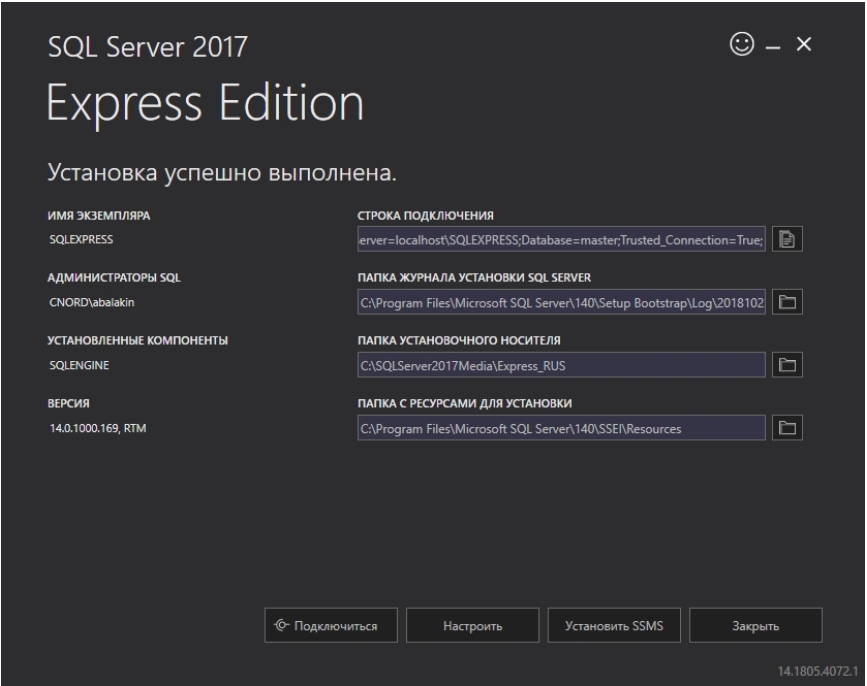 SQL Server 2017
Express Edition
Установка успешно выполнена.
ИМЯ ЭКЗЕМПЛЯРА
SQLEXPRESS
СТРОКА ПОДКЛЮЧЕНИЯ
erver=localhost\SQLEXPRESS;Database=master;Trusted_Connection=True;
АДМИНИСТРАТОРЫ SQL
CNORD\abalakin
ПАПКА ЖУРНАЛА УСТАНОВКИ SQL SERVER
C:\Program Files\Microsoft SQL Server\140\Setup Bootstrap\Log\2018102
УСТАНОВЛЕННЫЕ КОМПОНЕНТЫ
SQLENGINE
ПАПКА УСТАНОВОЧНОГО НОСИТЕЛЯ
C:\SQLServer2017Media\Express_RUS
ВЕРСИЯ
14.0.1000.169, RTM
ПАПКА С РЕСУРСАМИ ДЛЯ УСТАНОВКИ
C:\Program Files\Microsoft SQL Server\140\SSEI\Resources
Подключиться
Настроить
Установить SSMS
Закрыть
14.1805.4072.1